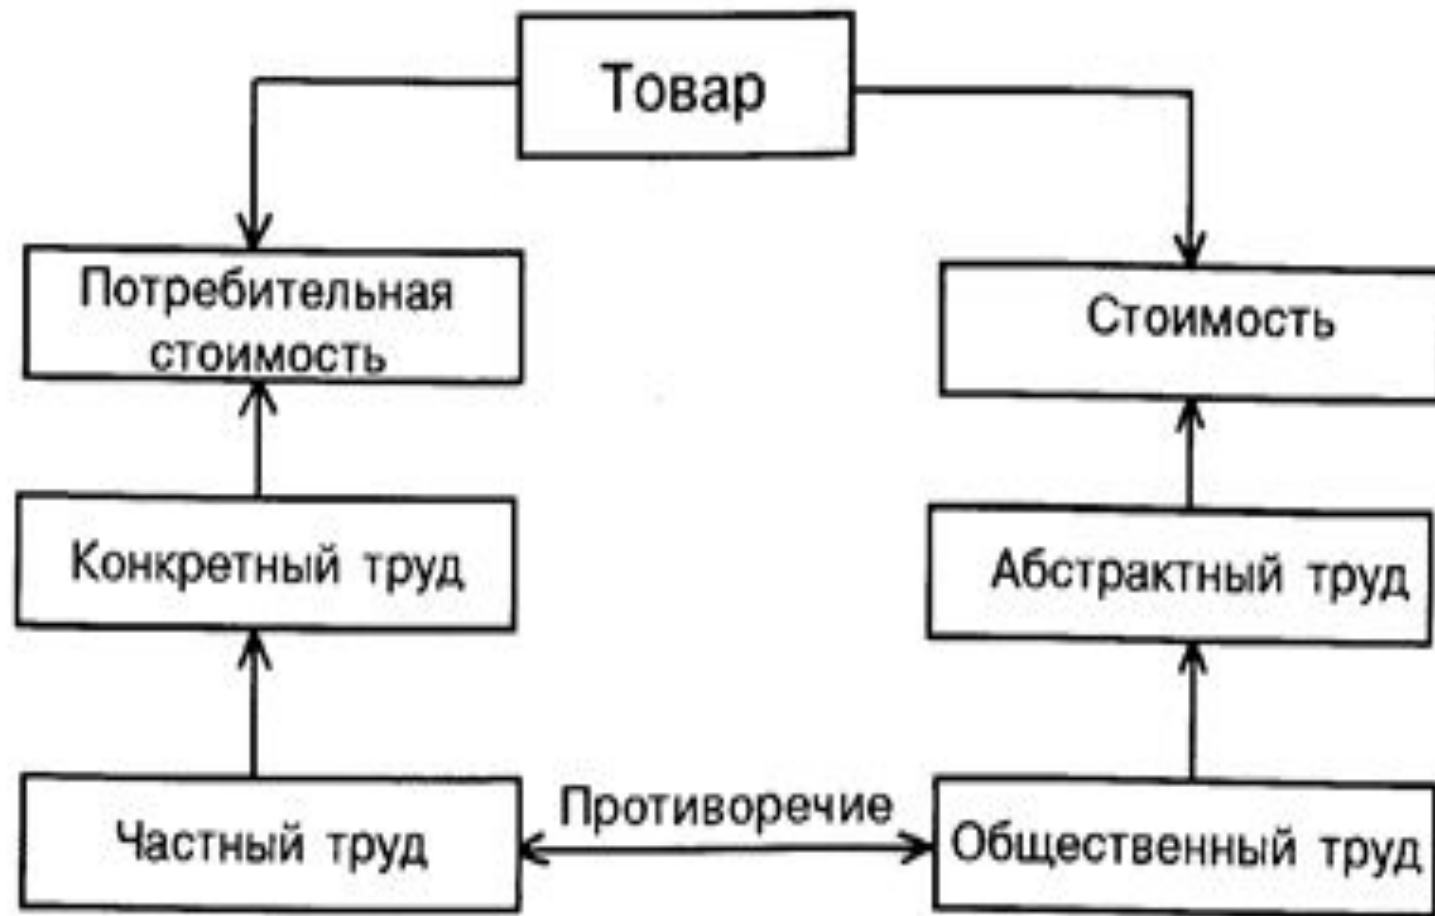 Товар
Потребительная
стоимость
Стоимость
Конкретный труд
Абстрактный труд
Частный труд
Противоречие
Общественный труд